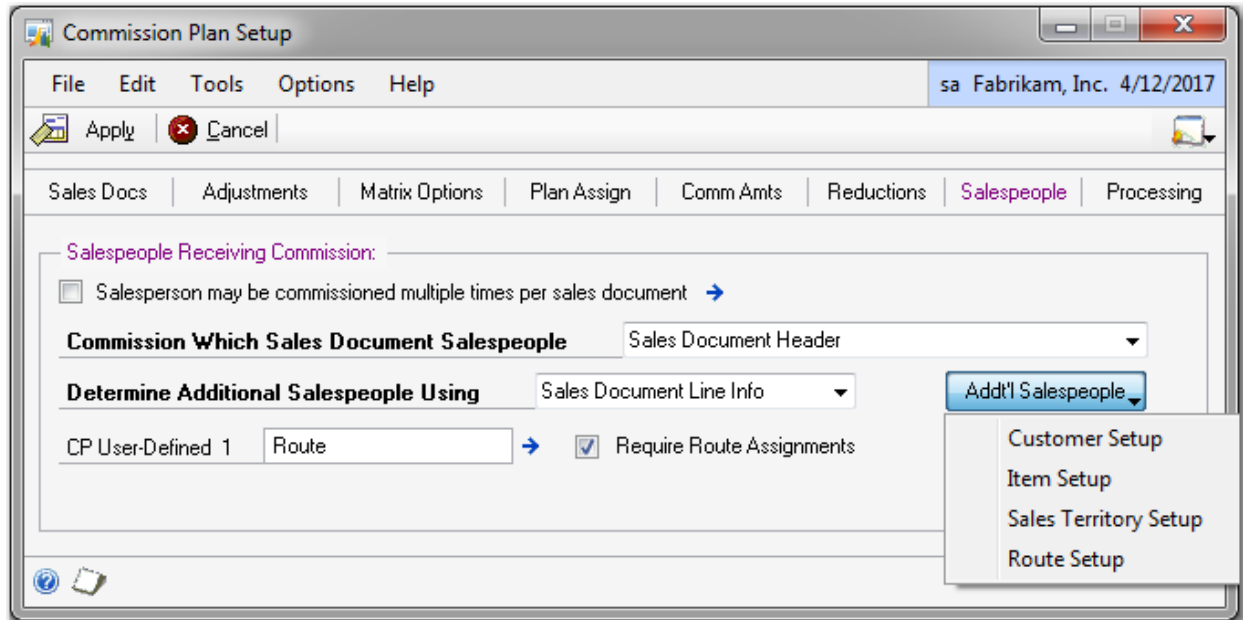 Commission Plan Setup
File Edit Tools Options Help sa Fabrikam, Inc. 4/12/2017
Apply Cancel
Sales Docs Adjustments Matrix Options Plan Assign Comm Amts Reductions Salespeople Processing
Salespeople Receiving Commission:
Salesperson may be commissioned multiple times per sales document
Commission Which Sales Document Salespeople Sales Document Header
Determine Additional Salespeople Using Sales Document Line Info Addt'l Salespeople
CP User-Defined 1 Route Require Route Assignments
Customer Setup
Item Setup
Sales Territory Setup
Route Setup